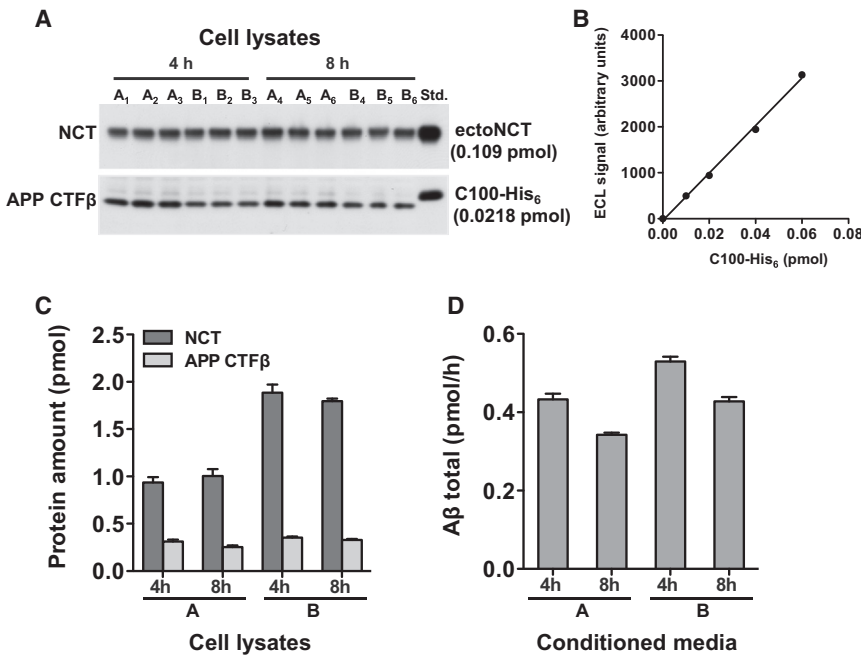 A
Cell lysates
4 h
8 h
A₁ A₂ A₃ B₁ B₂ B₃ A₄ A₅ A₆ B₄ B₅ B₆ Std.
NCT
ectoNCT
(0.109 pmol)
APP CTFβ
C100-His₆
(0.0218 pmol)
B
ECL signal (arbitrary units)
4000
3000
2000
1000
0
0.00 0.02 0.04 0.06 0.08
C100-His₆ (pmol)
C
Protein amount (pmol)
NCT
APP CTFβ
2.5
2.0
1.5
1.0
0.5
0.0
4h 8h 4h 8h
A B
Cell lysates
D
Aβ total (pmol/h)
0.6
0.4
0.2
0.0
4h 8h 4h 8h
A B
Conditioned media